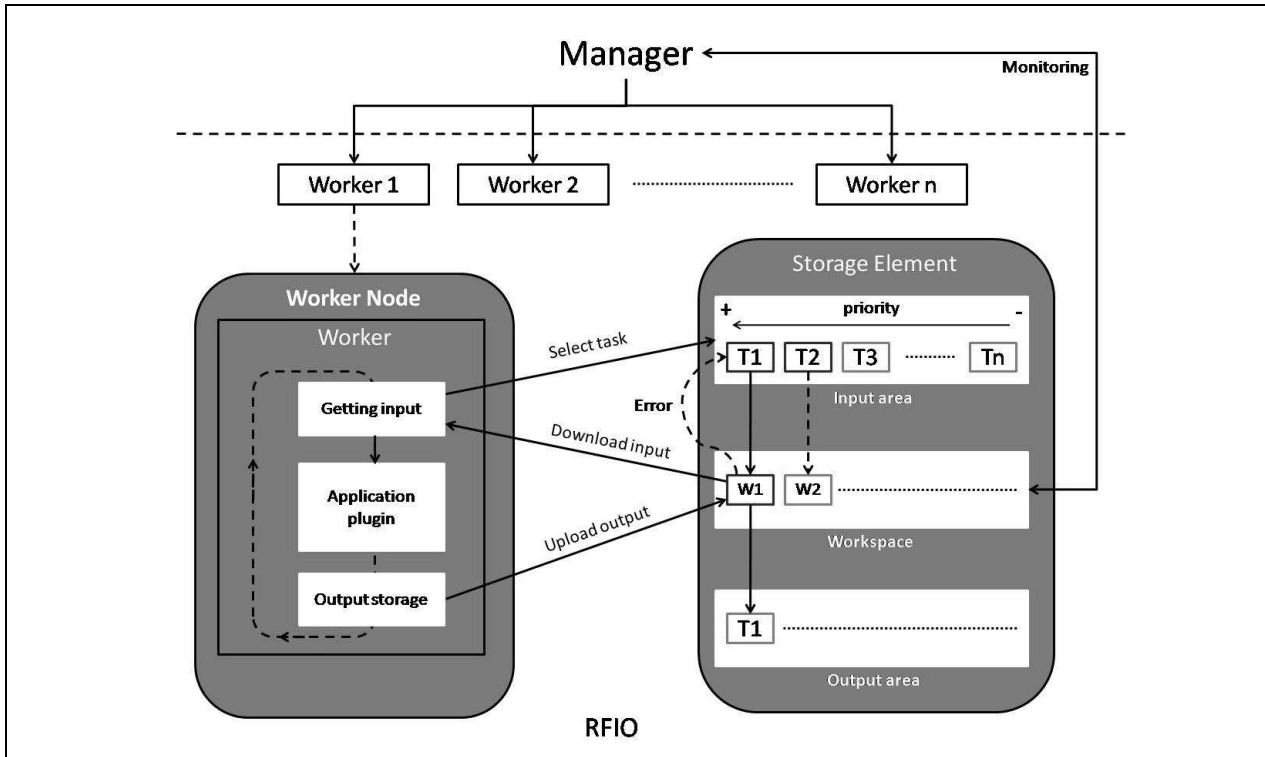 Manager
Monitoring
Worker 1
Worker 2
Worker n
Worker Node
Worker
Getting input
Application
plugin
Output storage
Select task
Download input
Upload output
Error
Storage Element
+ priority -
T1 T2 T3 .......... Tn
Input area
W1 W2
Workspace
T1
Output area
RFIO